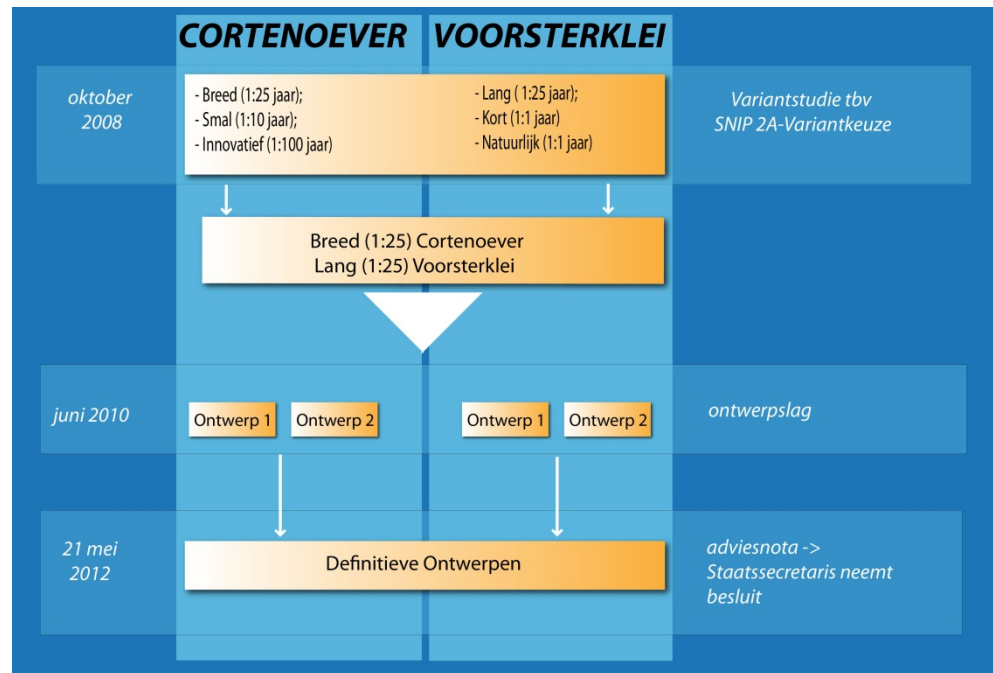 CORTENOEVER VOORSTERKLEI
oktober
2008
- Breed (1:25 jaar);
- Smal (1:10 jaar);
- Innovatief (1:100 jaar)
- Lang ( 1:25 jaar);
- Kort (1:1 jaar)
- Natuurlijk (1:1 jaar)
Variantstudie tbv
SNIP 2A-Variantkeuze
Breed (1:25) Cortenoever
Lang (1:25) Voorsterklei
juni 2010
Ontwerp 1
Ontwerp 2
Ontwerp 1
Ontwerp 2
ontwerpslag
21 mei
2012
Definitieve Ontwerpen
adviesnota ->
Staatssecretaris neemt
besluit